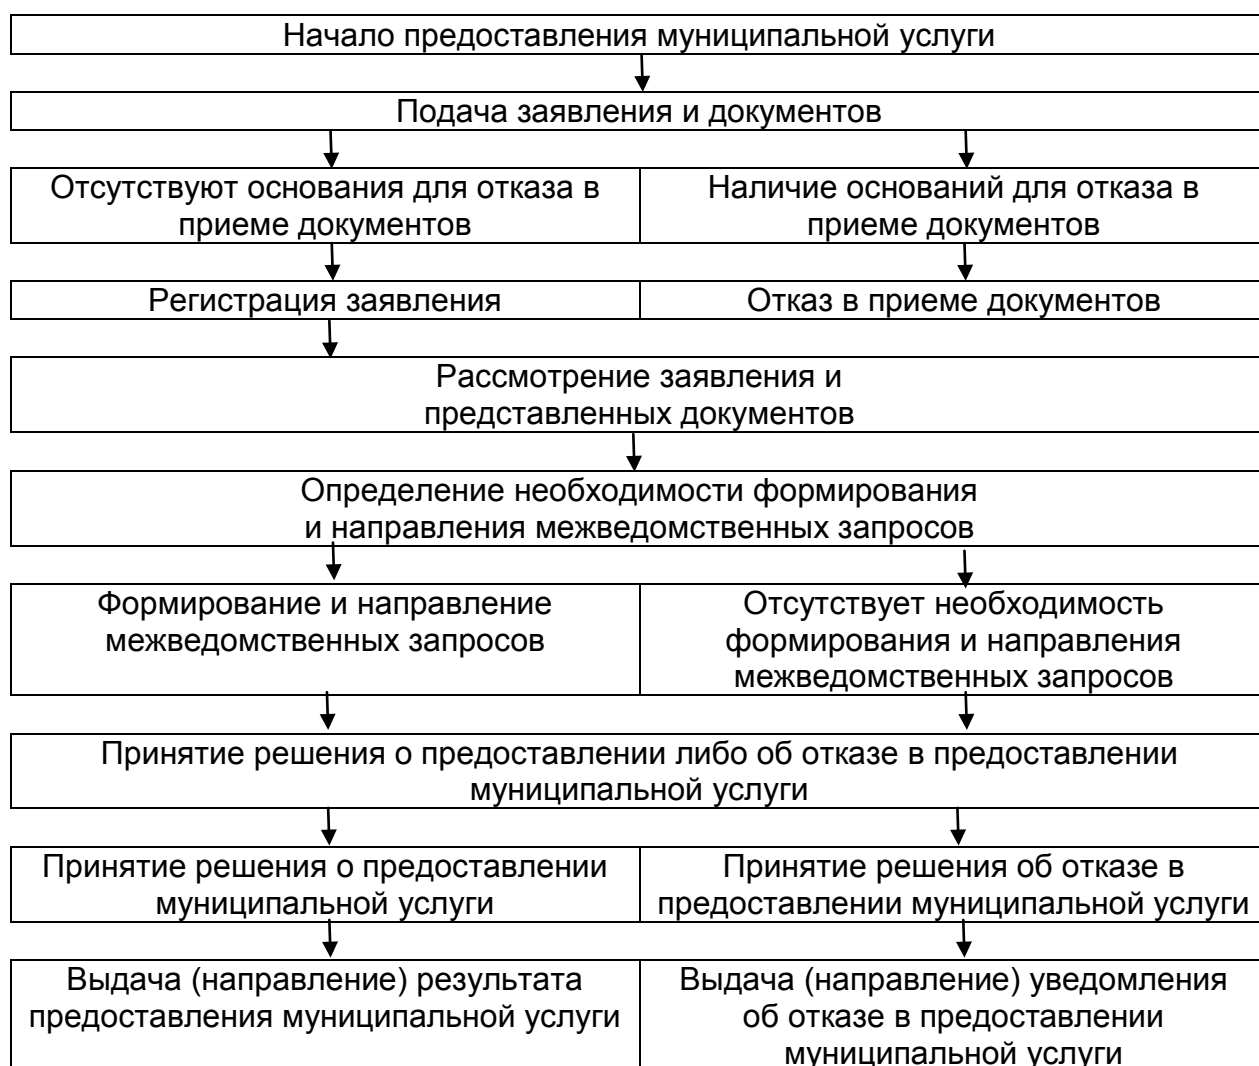 Начало предоставления муниципальной услуги
Подача заявления и документов
Отсутствуют основания для отказа в
приеме документов
Наличие оснований для отказа в
приеме документов
Регистрация заявления
Отказ в приеме документов
Рассмотрение заявления и
представленных документов
Определение необходимости формирования
и направления межведомственных запросов
Формирование и направление
межведомственных запросов
Отсутствует необходимость
формирования и направления
межведомственных запросов
Принятие решения о предоставлении либо об отказе в предоставлении
муниципальной услуги
Принятие решения о предоставлении
муниципальной услуги
Принятие решения об отказе в
предоставлении муниципальной услуги
Выдача (направление) результата
предоставления муниципальной услуги
Выдача (направление) уведомления
об отказе в предоставлении
муниципальной услуги